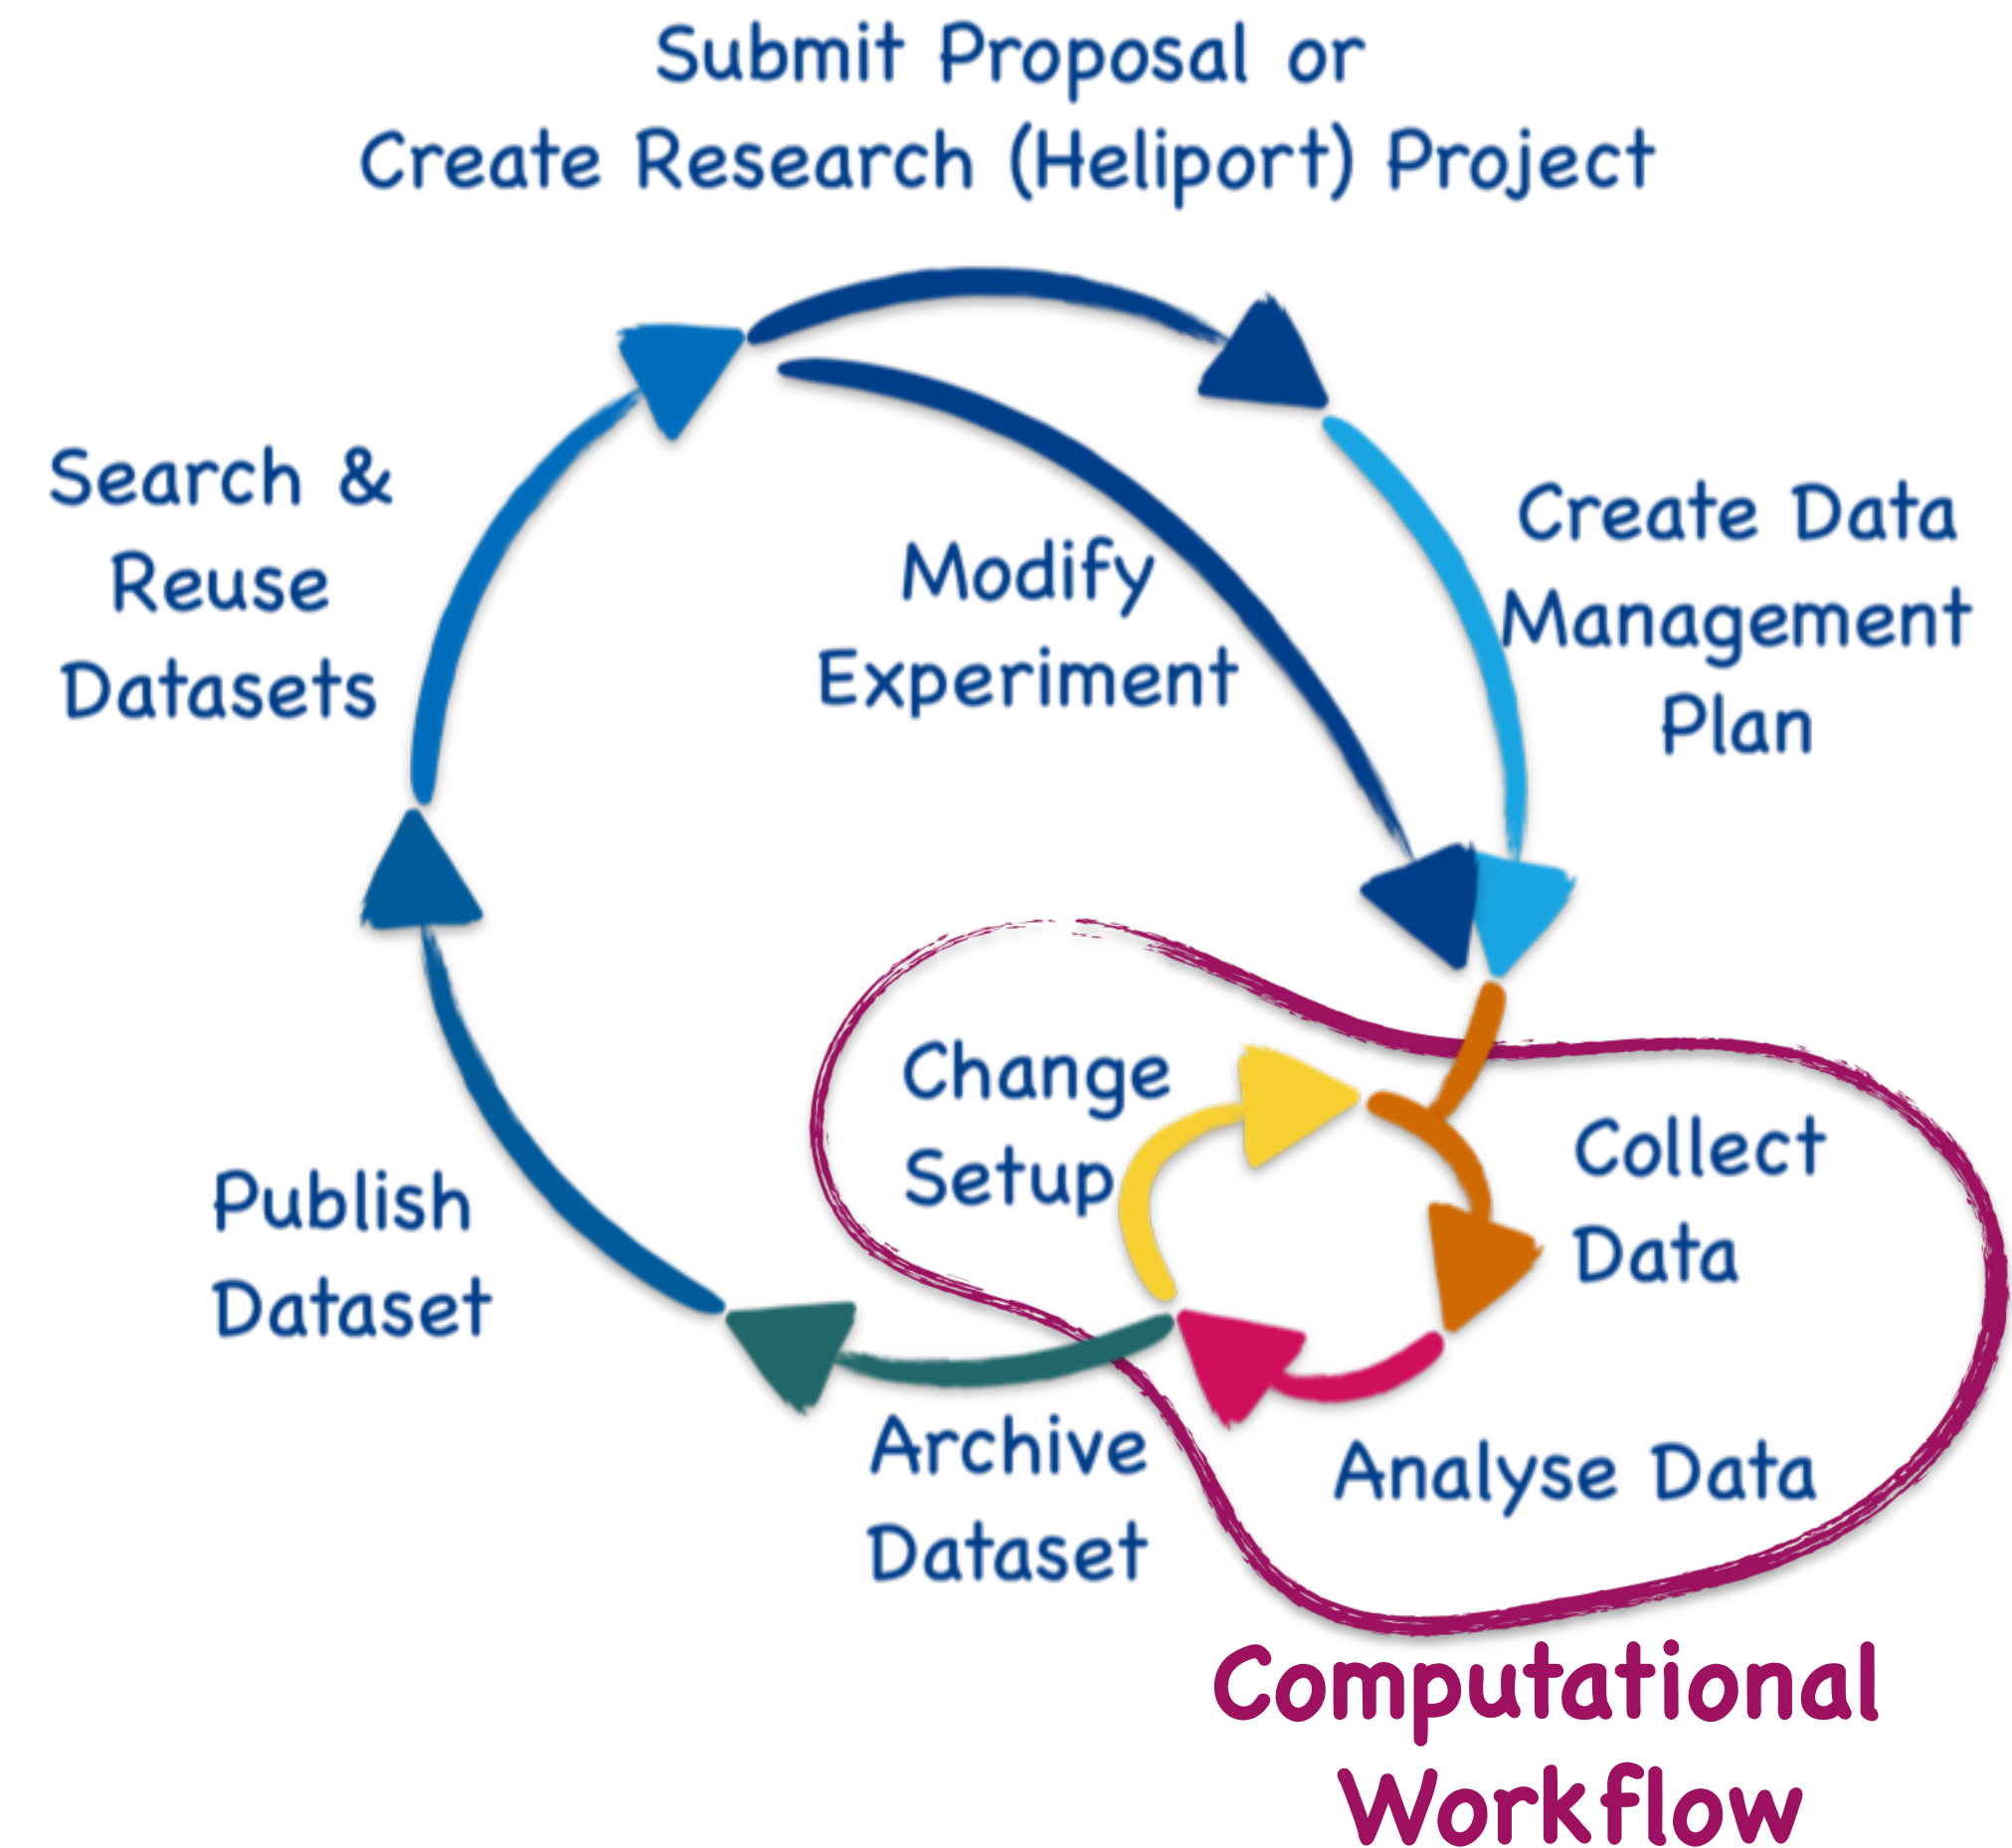 Submit Proposal or
Create Research (Heliport) Project
Search &
Reuse
Datasets
Modify
Experiment
Create Data
Management
Plan
Change
Setup
Collect
Data
Publish
Dataset
Archive
Dataset
Analyse Data
Computational
Workflow